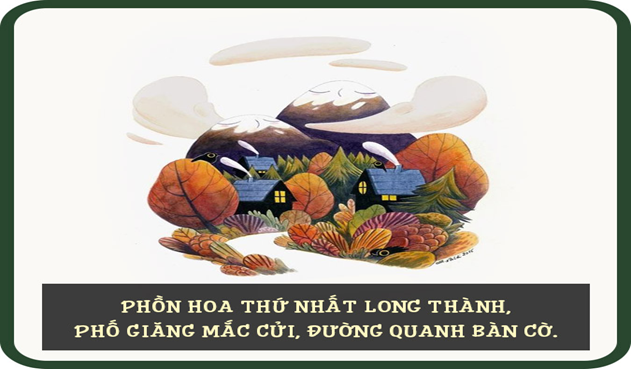 PHỒN HOA THỨ NHẤT LONG THÀNH,
PHỐ GIĂNG MẮC CỬI, ĐƯỜNG QUANH BÀN CỜ.